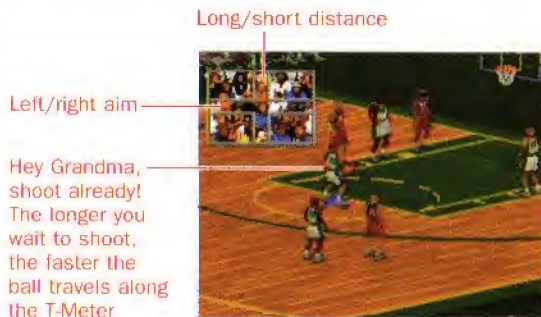 Long/short distance
Left/right aim
Hey Grandma,
shoot already!
The longer you
wait to shoot,
the faster the
ball travels along
the T-Meter